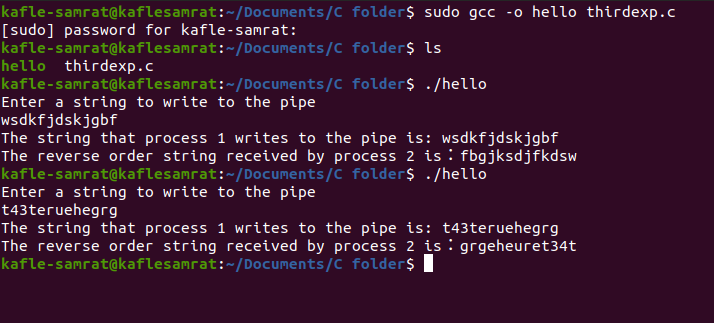 kafle-samrat@kaflesamrat:~/Documents/C folder$ sudo gcc -o hello thirdexp.c
[sudo] password for kafle-samrat:
kafle-samrat@kaflesamrat:~/Documents/C folder$ ls
hello  thirdexp.c
kafle-samrat@kaflesamrat:~/Documents/C folder$ ./hello
Enter a string to write to the pipe
wsdkfjdskjgbf
The string that process 1 writes to the pipe is: wsdkfjdskjgbf
The reverse order string received by process 2 is：fbgjksdjfkdsw
kafle-samrat@kaflesamrat:~/Documents/C folder$ ./hello
Enter a string to write to the pipe
t43teruehegrg
The string that process 1 writes to the pipe is: t43teruehegrg
The reverse order string received by process 2 is：grgeheuret34t
kafle-samrat@kaflesamrat:~/Documents/C folder$